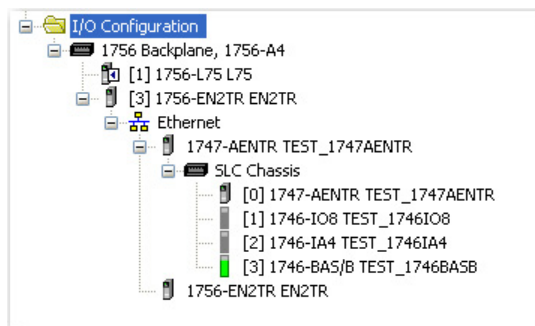 I/O Configuration
1756 Backplane, 1756-A4
[1] 1756-L75 L75
[3] 1756-EN2TR EN2TR
Ethernet
1747-AENTR TEST_1747AENTR
SLC Chassis
[0] 1747-AENTR TEST_1747AENTR
[1] 1746-IO8 TEST_1746IO8
[2] 1746-IA4 TEST_1746IA4
[3] 1746-BAS/B TEST_1746BASB
1756-EN2TR EN2TR